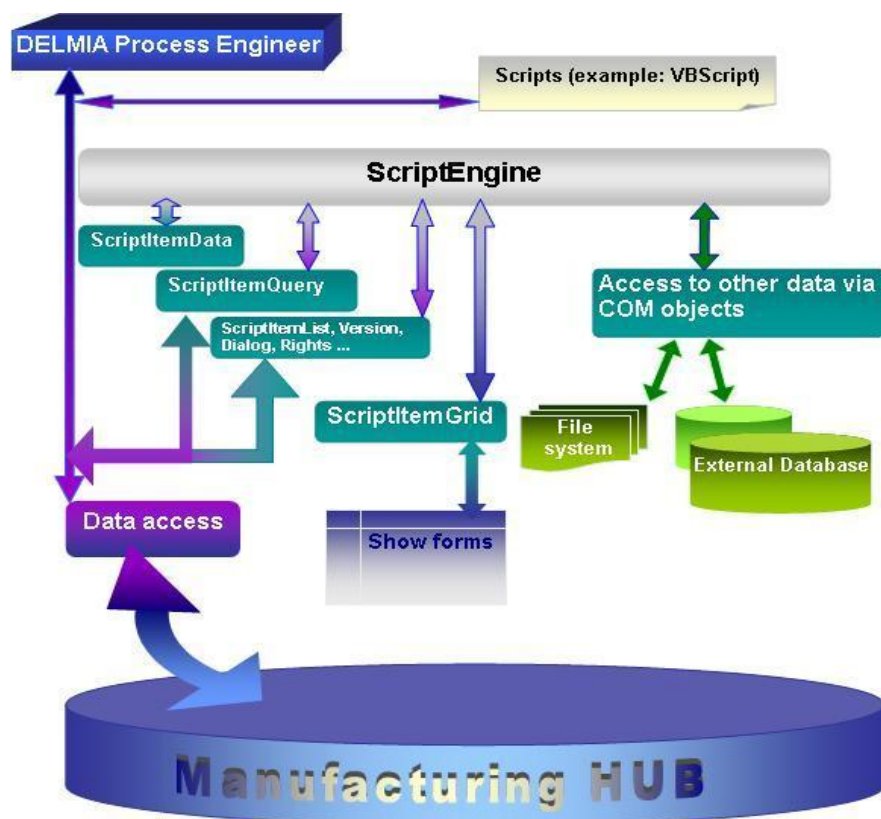 DELMIA Process Engineer
Scripts (example: VBScript)
ScriptEngine
ScriptItemData
ScriptItemQuery
ScriptItemList, Version,
Dialog, Rights ...
Access to other data via
COM objects
ScriptItemGrid
File
system
External Database
Data access
Show forms
Manufacturing HUB